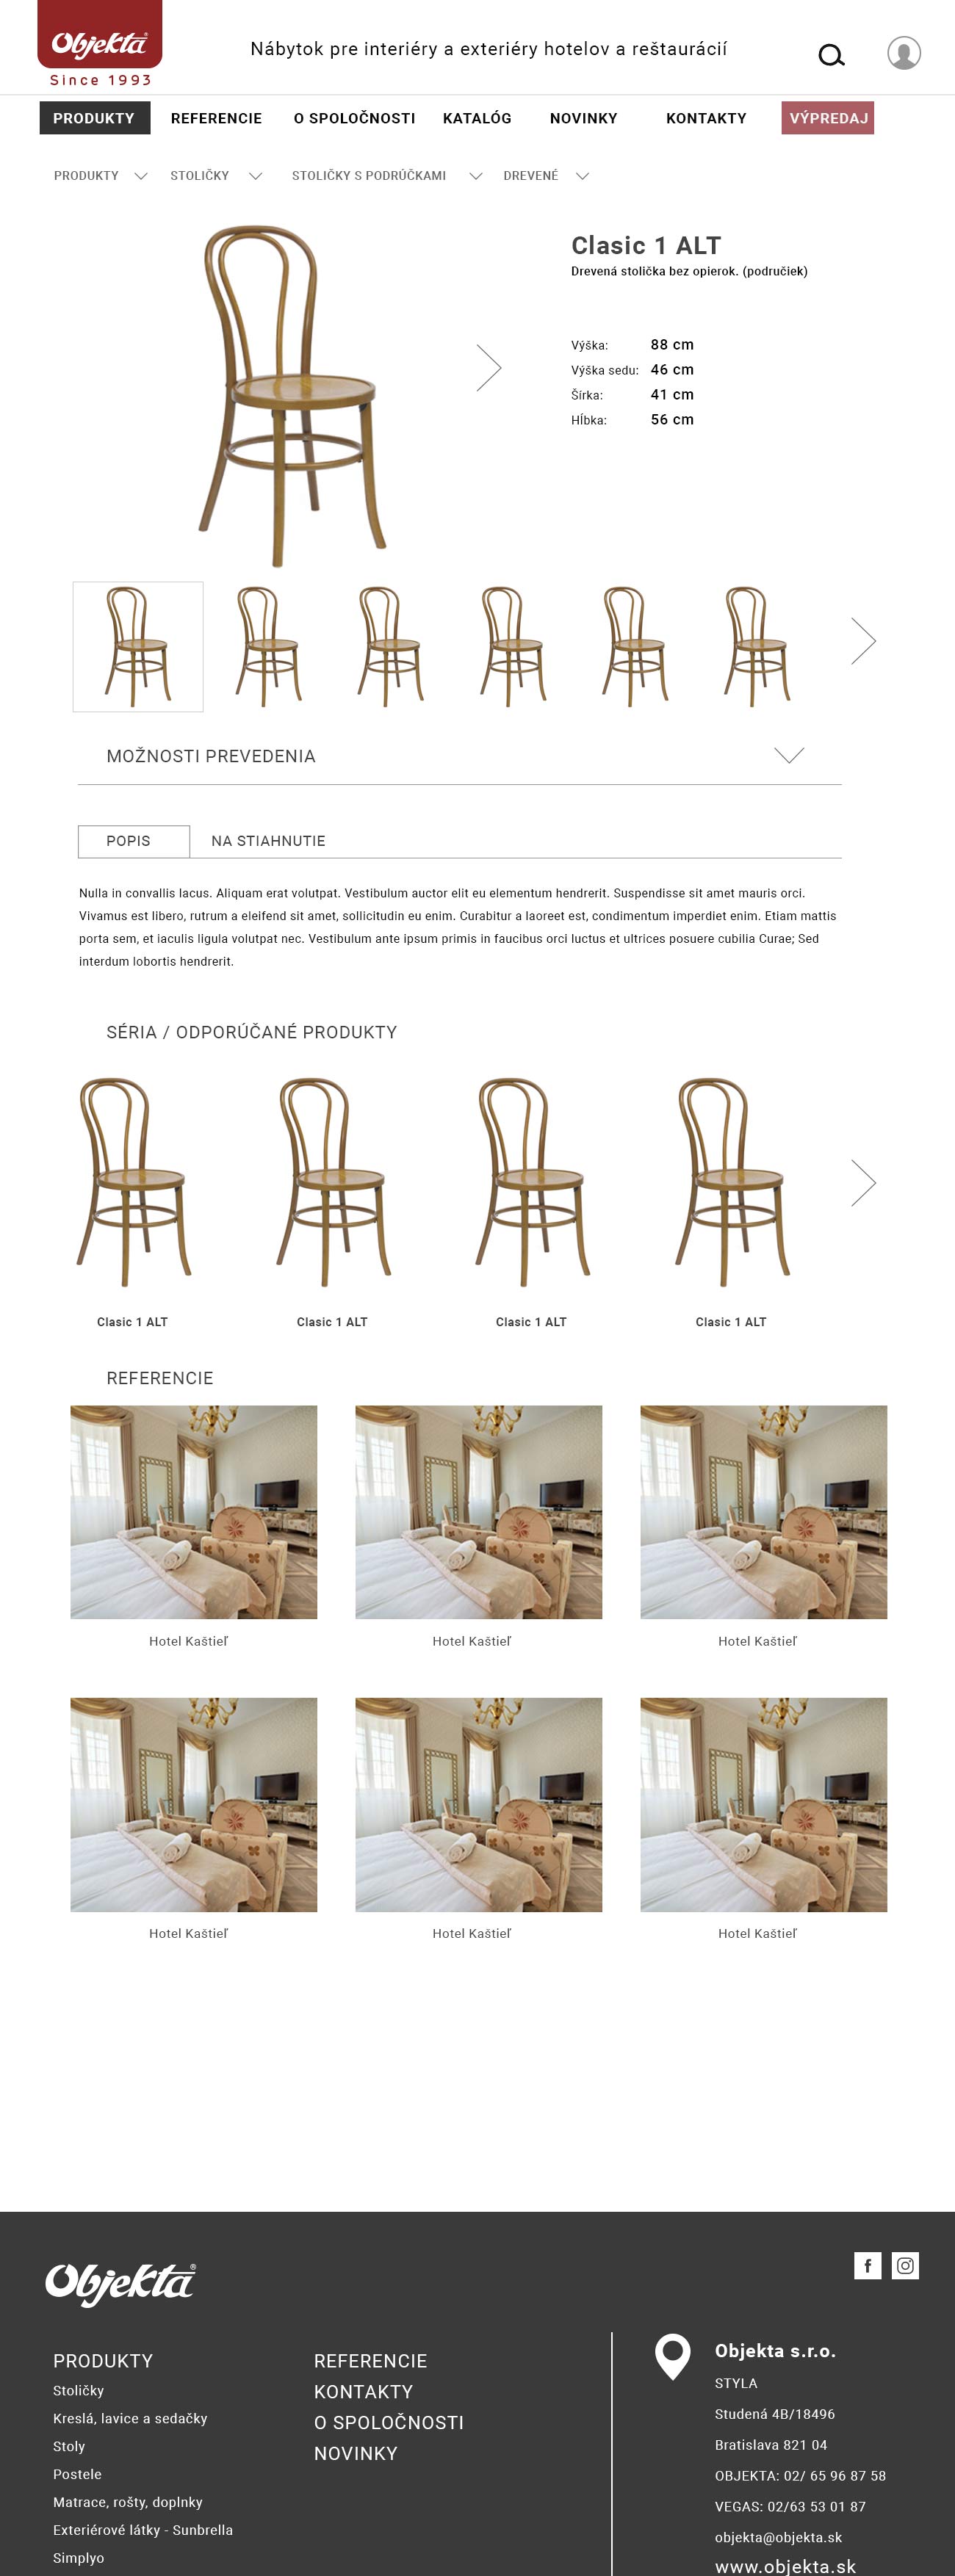 Objekta®
Since 1993
Nábytok pre interiéry a exteriéry hotelov a reštaurácií
PRODUKTY REFERENCIE O SPOLOČNOSTI KATALÓG NOVINKY KONTAKTY VÝPREDAJ
PRODUKTY STOLIČKY STOLIČKY S PODRÚČKAMI DREVENÉ
Clasic 1 ALT
Drevená stolička bez opierok. (područiek)
Výška: 88 cm
Výška sedu: 46 cm
Šírka: 41 cm
Hĺbka: 56 cm
MOŽNOSTI PREVEDENIA
POPIS NA STIAHNUTIE
Nulla in convallis lacus. Aliquam erat volutpat. Vestibulum auctor elit eu elementum hendrerit. Suspendisse sit amet mauris orci.
Vivamus est libero, rutrum a eleifend sit amet, sollicitudin eu enim. Curabitur a laoreet est, condimentum imperdiet enim. Etiam mattis
porta sem, et iaculis ligula volutpat nec. Vestibulum ante ipsum primis in faucibus orci luctus et ultrices posuere cubilia Curae; Sed
interdum lobortis hendrerit.
SÉRIA / ODPORÚČANÉ PRODUKTY
Clasic 1 ALT Clasic 1 ALT Clasic 1 ALT Clasic 1 ALT
REFERENCIE
Hotel Kaštieľ Hotel Kaštieľ Hotel Kaštieľ
Hotel Kaštieľ Hotel Kaštieľ Hotel Kaštieľ
Objekta®
PRODUKTY
Stoličky
Kreslá, lavice a sedačky
Stoly
Postele
Matrace, rošty, doplnky
Exteriérové látky - Sunbrella
Simplyo
REFERENCIE
KONTAKTY
O SPOLOČNOSTI
NOVINKY
Objekta s.r.o.
STYLA
Studená 4B/18496
Bratislava 821 04
OBJEKTA: 02/ 65 96 87 58
VEGAS: 02/63 53 01 87
objekta@objekta.sk
www.objekta.sk